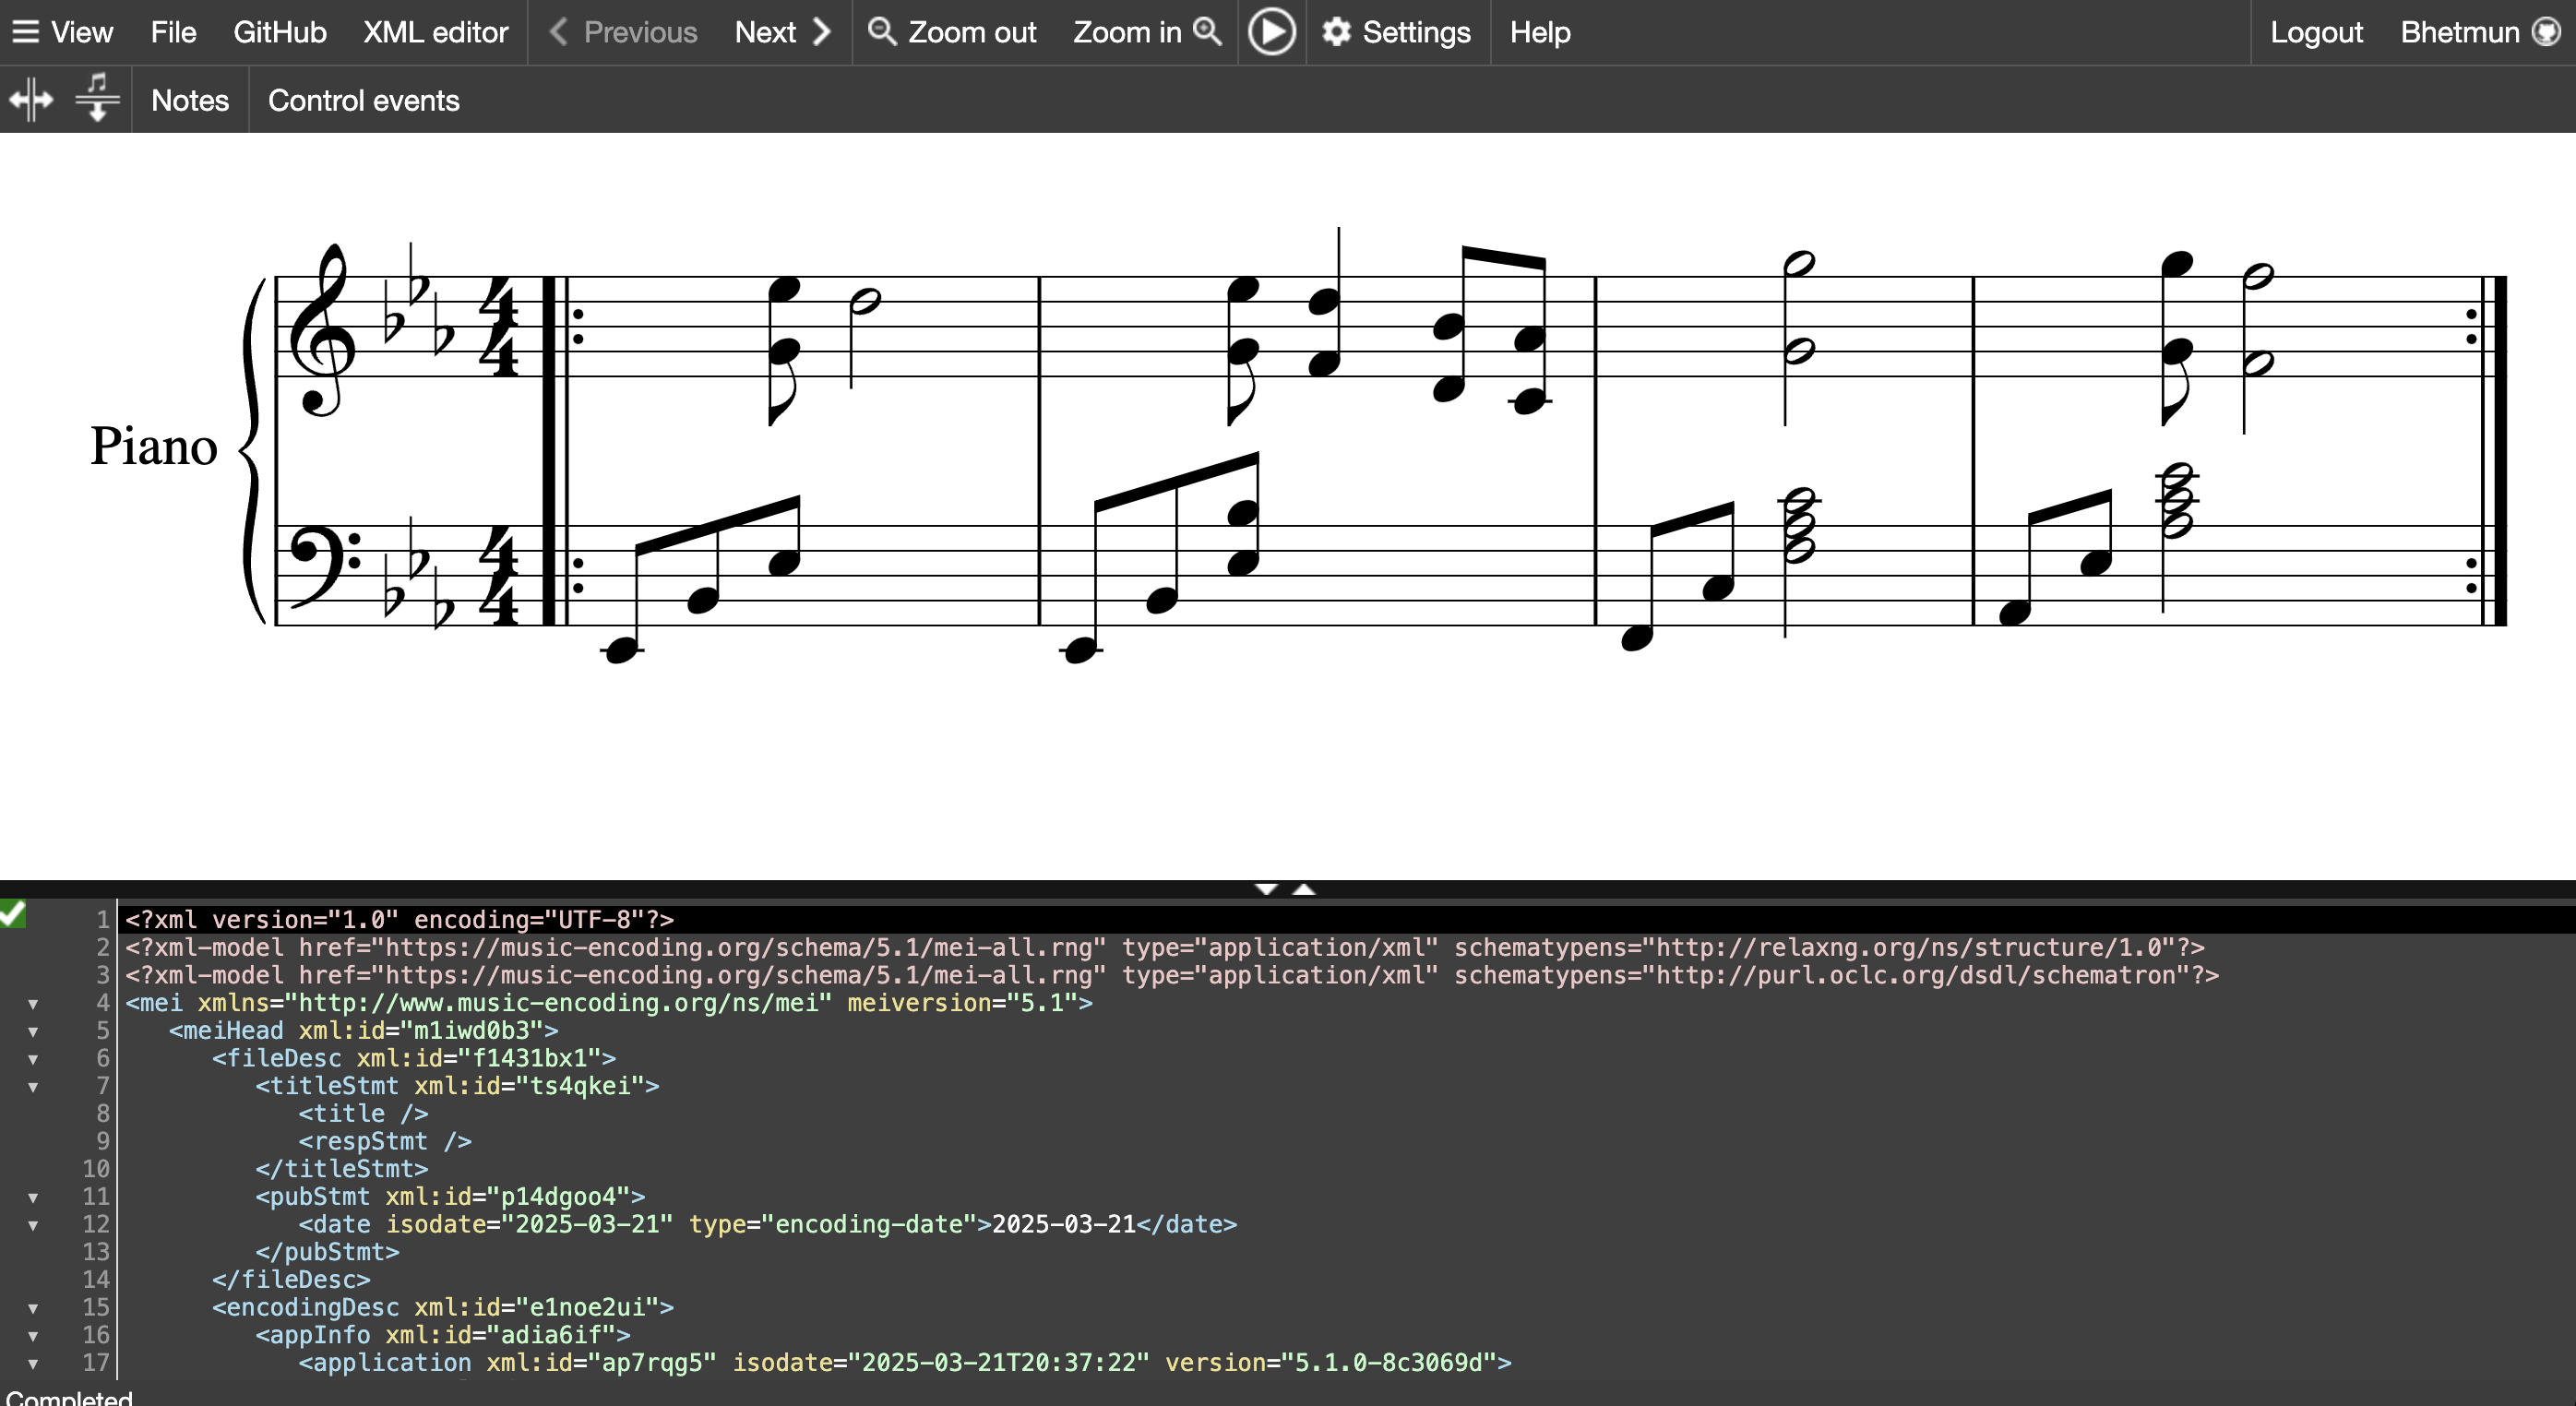 View File GitHub XML editor Previous Next Zoom out Zoom in Settings Help Logout Bhetmun
Notes Control events
Piano
4 4
4 4
1 <?xml version="1.0" encoding="UTF-8"?>
2 <?xml-model href="https://music-encoding.org/schema/5.1/mei-all.rng" type="application/xml" schematypens="http://relaxng.org/ns/structure/1.0"?>
3 <?xml-model href="https://music-encoding.org/schema/5.1/mei-all.rng" type="application/xml" schematypens="http://purl.oclc.org/dsdl/schematron"?>
4 <mei xmlns="http://www.music-encoding.org/ns/mei" meiversion="5.1">
5 <meiHead xml:id="m1iwd0b3">
6 <fileDesc xml:id="f1431bx1">
7 <titleStmt xml:id="ts4qkei">
8 <title />
9 <respStmt />
10 </titleStmt>
11 <pubStmt xml:id="p14dgoo4">
12 <date isodate="2025-03-21" type="encoding-date">2025-03-21</date>
13 </pubStmt>
14 </fileDesc>
15 <encodingDesc xml:id="e1noe2ui">
16 <appInfo xml:id="adia6if">
17 <application xml:id="ap7rqg5" isodate="2025-03-21T20:37:22" version="5.1.0-8c3069d">
Completed